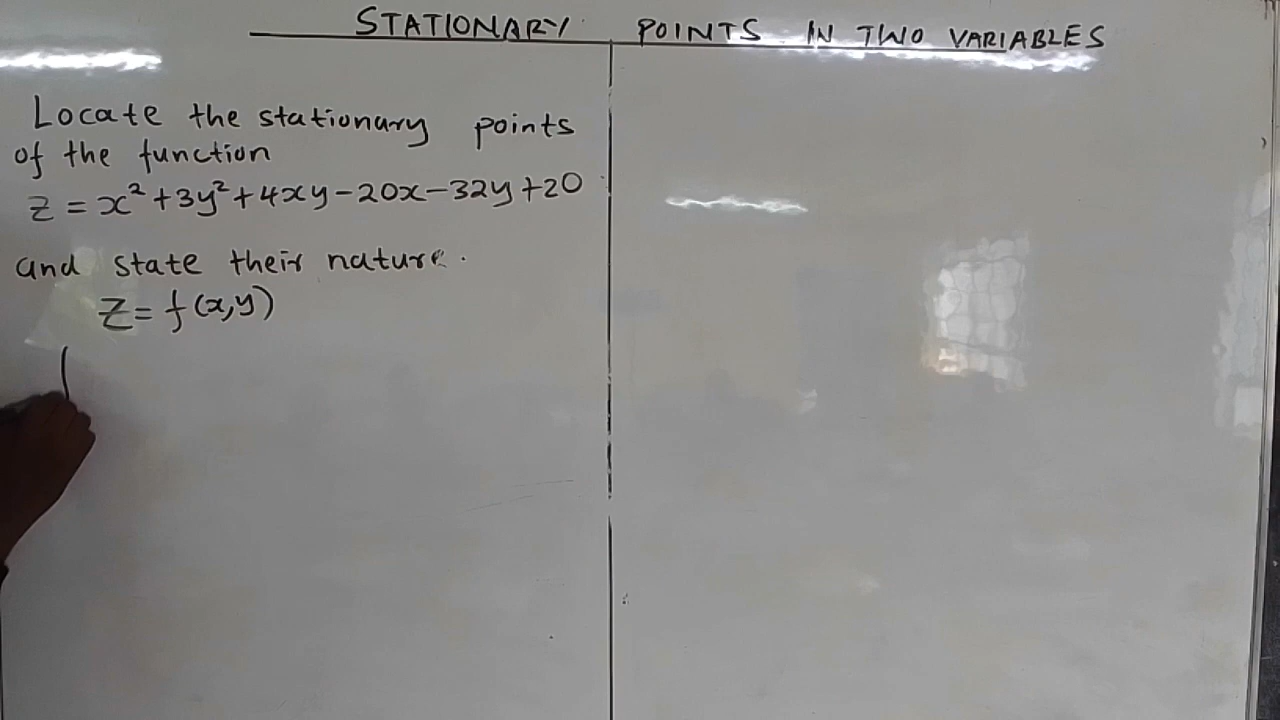 STATIONARY POINTS IN TWO VARIABLES
Locate the stationary points
of the function
z = x² + 3y² + 4xy - 20x - 32y + 20
and state their nature.
Z = f(x,y)